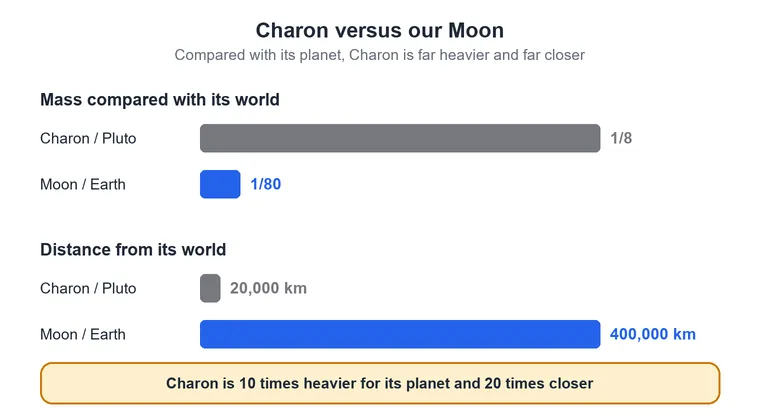 Charon versus our Moon
Compared with its planet, Charon is far heavier and far closer
Mass compared with its world
Charon / Pluto
1/8
Moon / Earth
1/80
Distance from its world
Charon / Pluto
20,000 km
Moon / Earth
400,000 km
Charon is 10 times heavier for its planet and 20 times closer